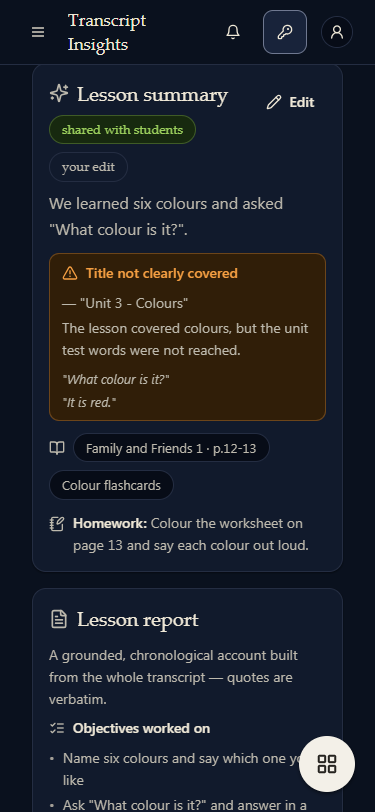 Transcript
Insights
Lesson summary
Edit
shared with students
your edit
We learned six colours and asked
"What colour is it?".
Title not clearly covered
— "Unit 3 - Colours"
The lesson covered colours, but the unit
test words were not reached.
"What colour is it?"
"It is red."
Family and Friends 1 · p.12-13
Colour flashcards
Homework: Colour the worksheet on
page 13 and say each colour out loud.
Lesson report
A grounded, chronological account built
from the whole transcript — quotes are
verbatim.
Objectives worked on
• Name six colours and say which one
like
• Ask "What colour is it?" and answer in a